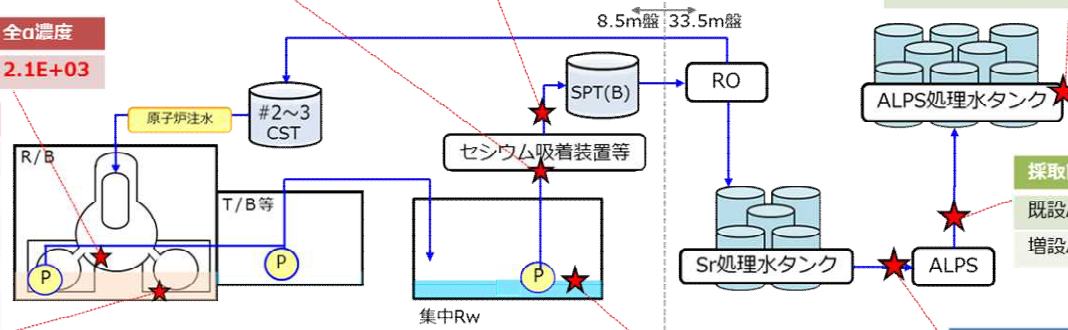 全α濃度
2.1E+03
8.5m盤
33.5m盤
SPT(B)
RO
ALPS処理水タンク
原子炉注水
#2～3
CST
セシウム吸着装置等
R/B
T/B等
採取
既設
増設
P
P
P
Sr処理水タンク
ALPS
集中Rw